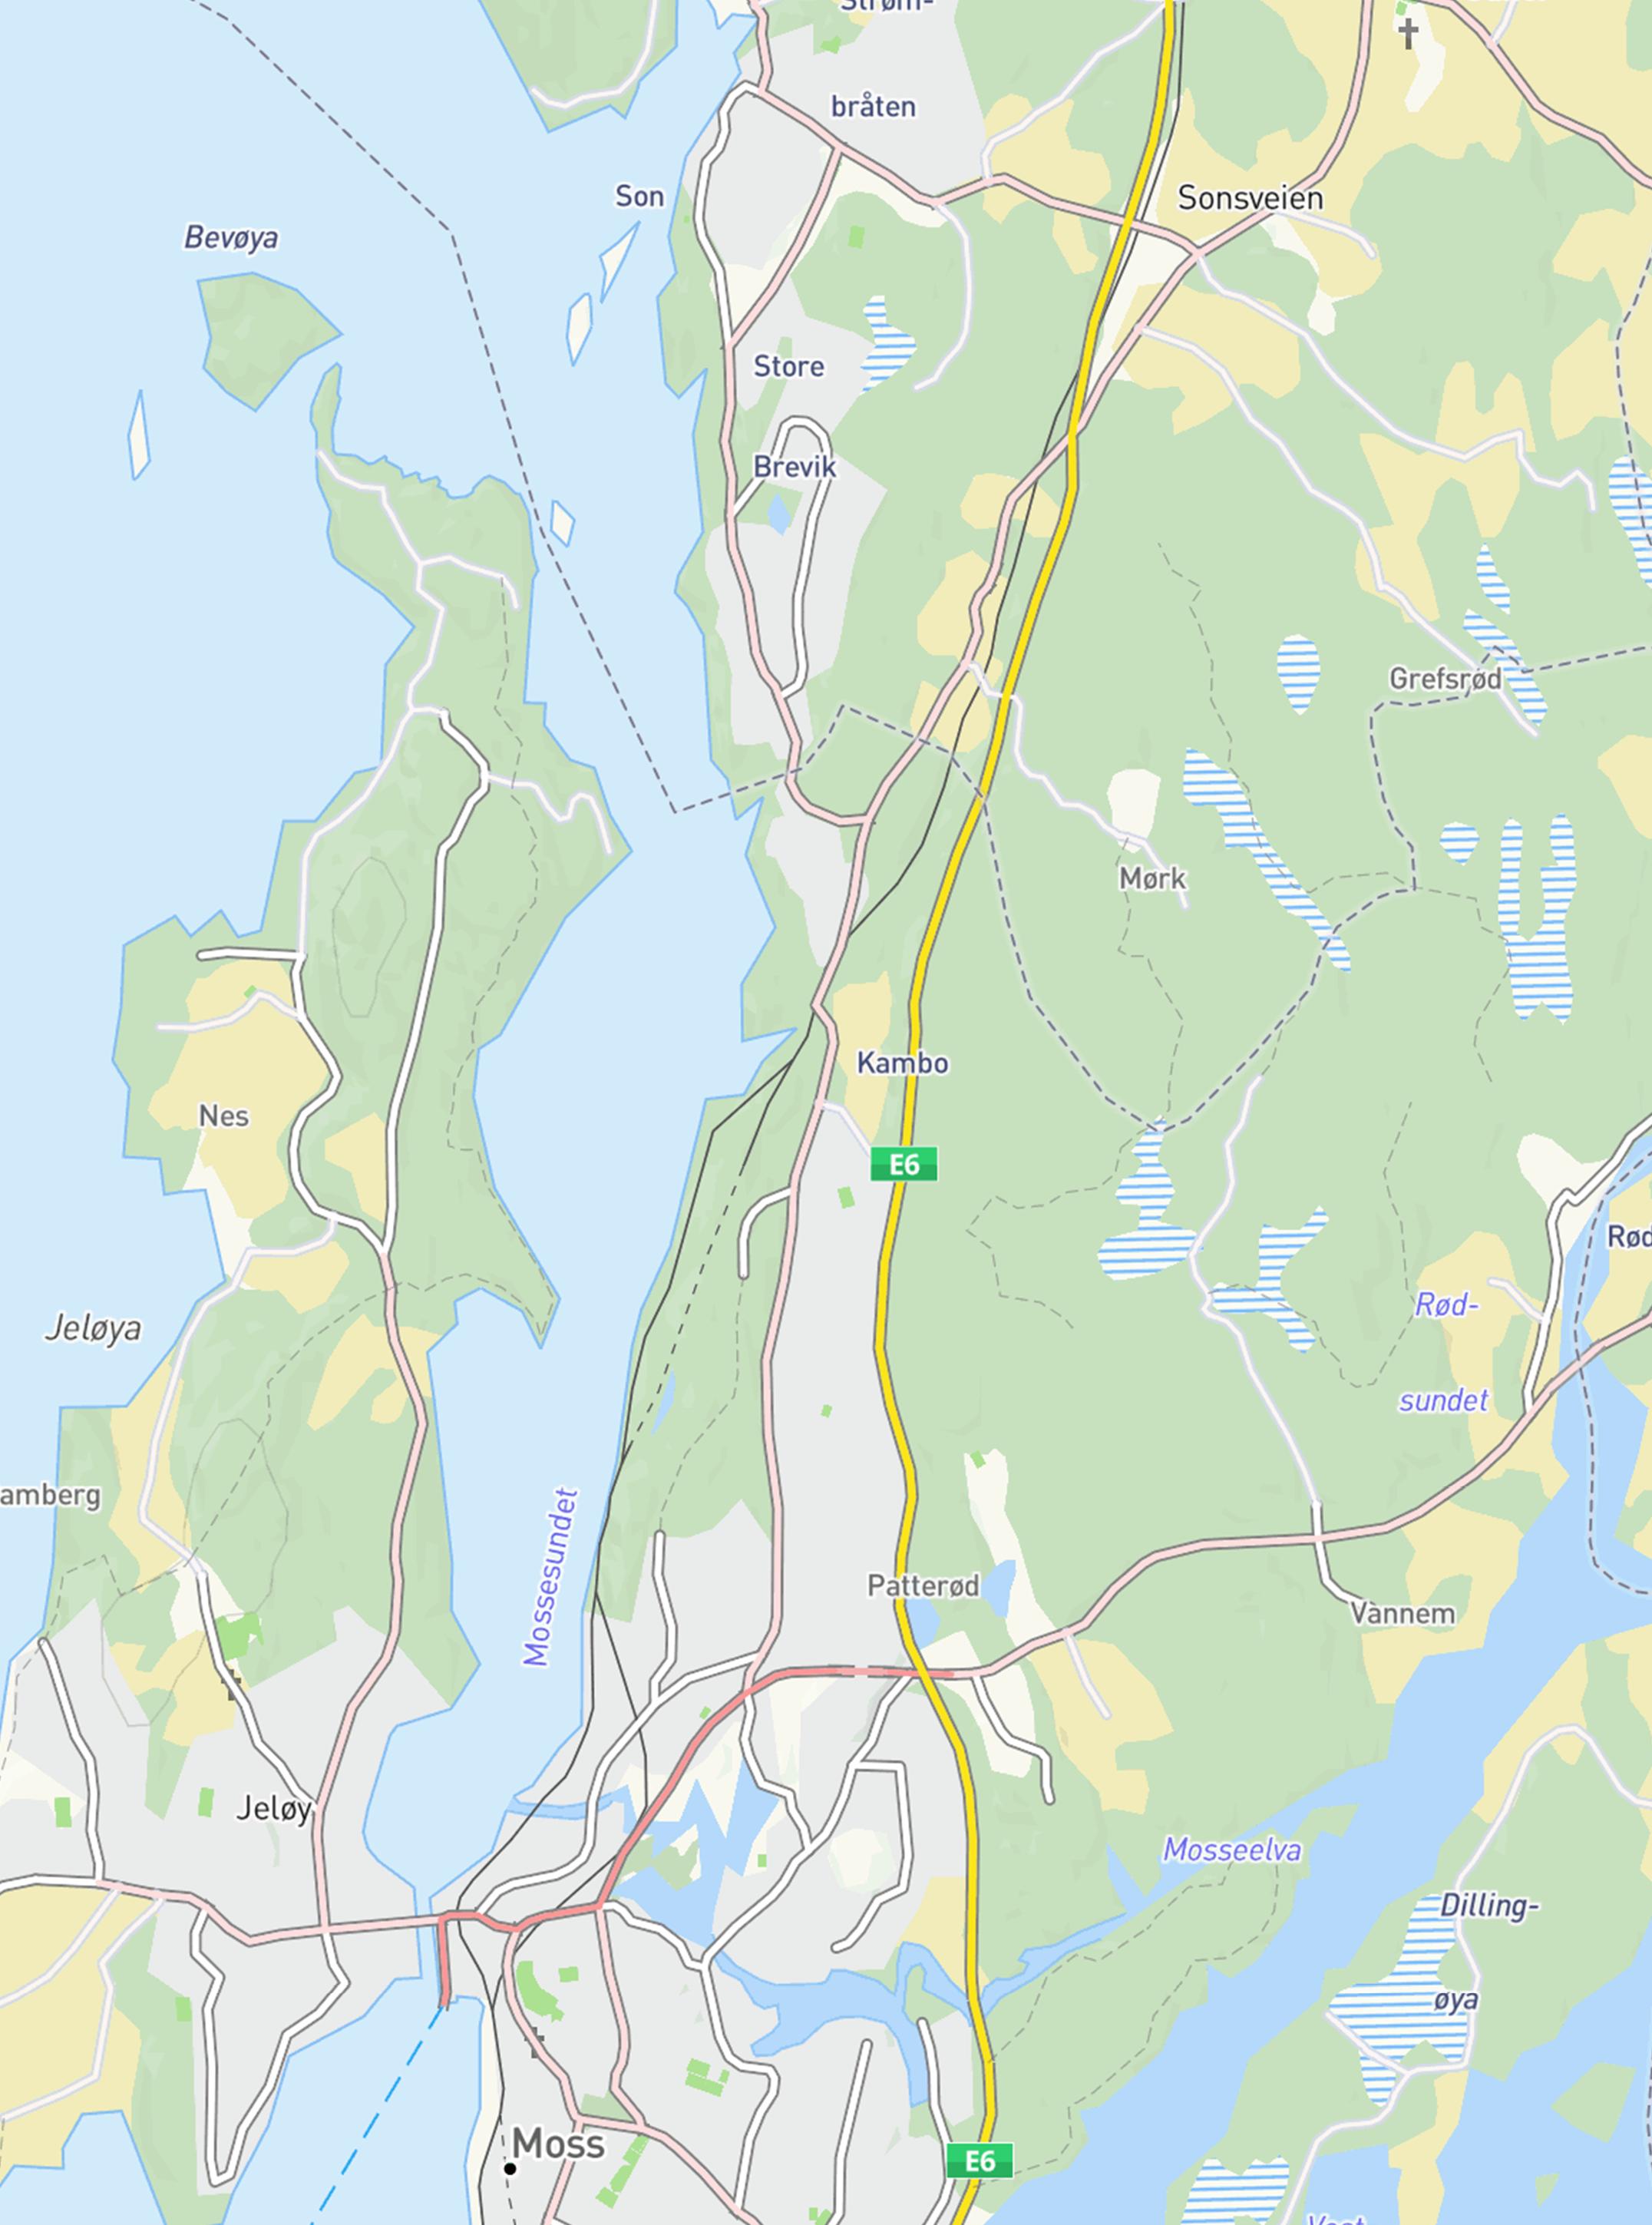 Strøm-
bråten
Son
Sonsveien
Bevøya
Store
Brevik
Grefsrød
Mørk
Kambo
Nes
E6
Rød-
sundet
Jeløya
amberg
Mossesundet
Patterød
Vannem
Jeløy
Mosseelva
Dilling-
øya
Moss
E6